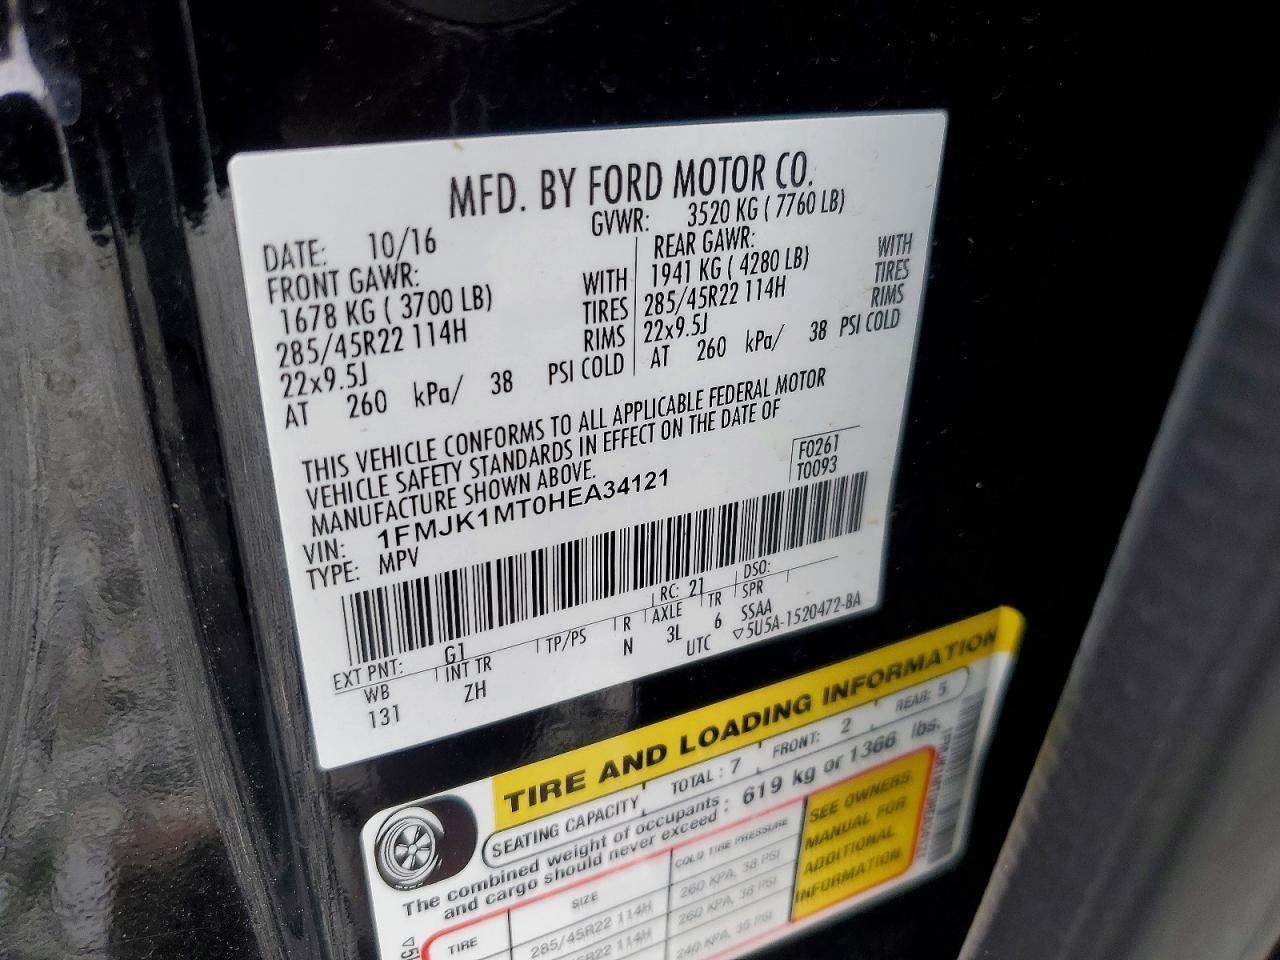 MFD. BY FORD MOTOR CO.
DATE: 10/16 GVWR: 3520 KG ( 7760 LB)
FRONT GAWR: REAR GAWR:
1678 KG ( 3700 LB) WITH 1941 KG ( 4280 LB) WITH
285/45R22 114H TIRES 285/45R22 114H TIRES
22x9.5J RIMS 22x9.5J RIMS
AT 260 kPa/ 38 PSI COLD AT 260 kPa/ 38 PSI COLD
THIS VEHICLE CONFORMS TO ALL APPLICABLE FEDERAL MOTOR
VEHICLE SAFETY STANDARDS IN EFFECT ON THE DATE OF
MANUFACTURE SHOWN ABOVE.
F0261
T0093
VIN: 1FMJK1MT0HEA34121
TYPE: MPV
EXT PNT: G1 RC: 21 DSO:
WB INT TR TP/PS R AXLE TR SPR
131 ZH N 3L 6 SSAA
UTC ▽5U5A-1520472-BA
TIRE AND LOADING INFORMATION
SEATING CAPACITY TOTAL : 7 FRONT: 2 REAR: 5
The combined weight of occupants and cargo should never exceed : 619 kg or 1366 lbs.
TIRE SIZE COLD TIRE PRESSURE
285/45R22 114H 260 KPA, 38 PSI
260 KPA, 38 PSI
SEE OWNERS
MANUAL FOR
ADDITIONAL
INFORMATION